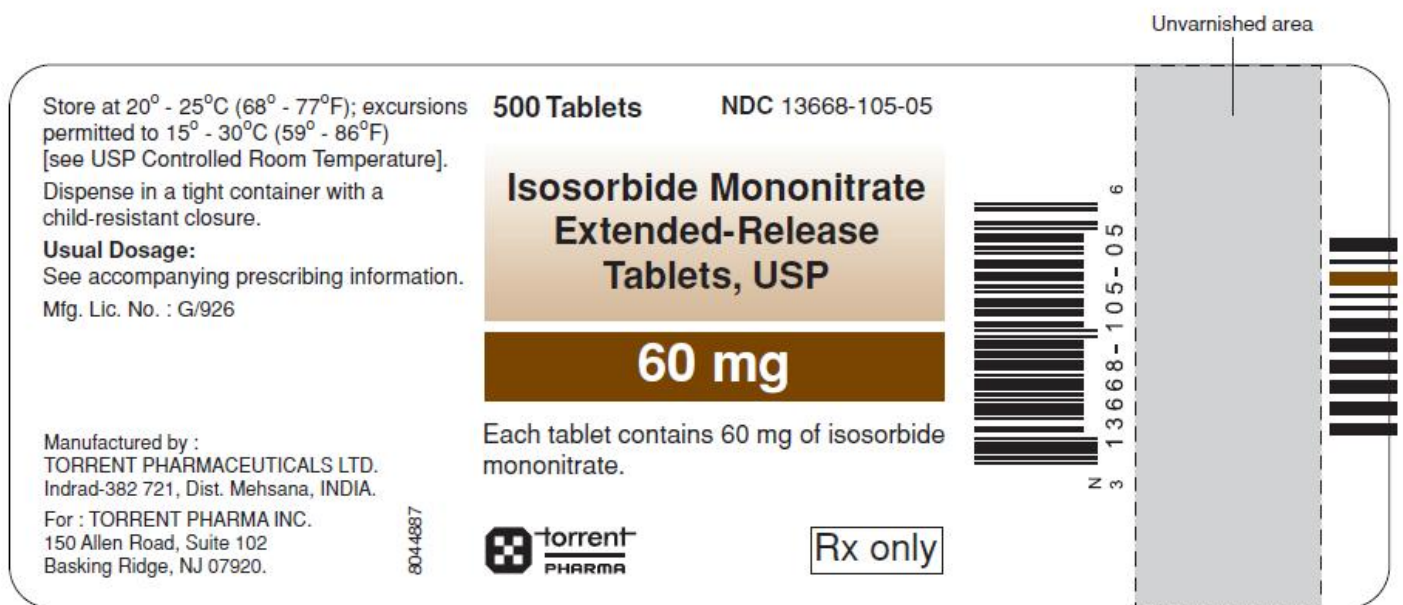 Unvarnished area
Store at 20° - 25°C (68° - 77°F); excursions
permitted to 15° - 30°C (59° - 86°F)
[see USP Controlled Room Temperature].
Dispense in a tight container with a
child-resistant closure.
Usual Dosage:
See accompanying prescribing information.
Mfg. Lic. No. : G/926
Manufactured by :
TORRENT PHARMACEUTICALS LTD.
Indrad-382 721, Dist. Mehsana, INDIA.
For : TORRENT PHARMA INC.
150 Allen Road, Suite 102
Basking Ridge, NJ 07920.
8044887
500 Tablets NDC 13668-105-05
Isosorbide Mononitrate
Extended-Release
Tablets, USP
60 mg
Each tablet contains 60 mg of isosorbide
mononitrate.
torrent
PHARMA
Rx only
N
3 13668-105-05 6